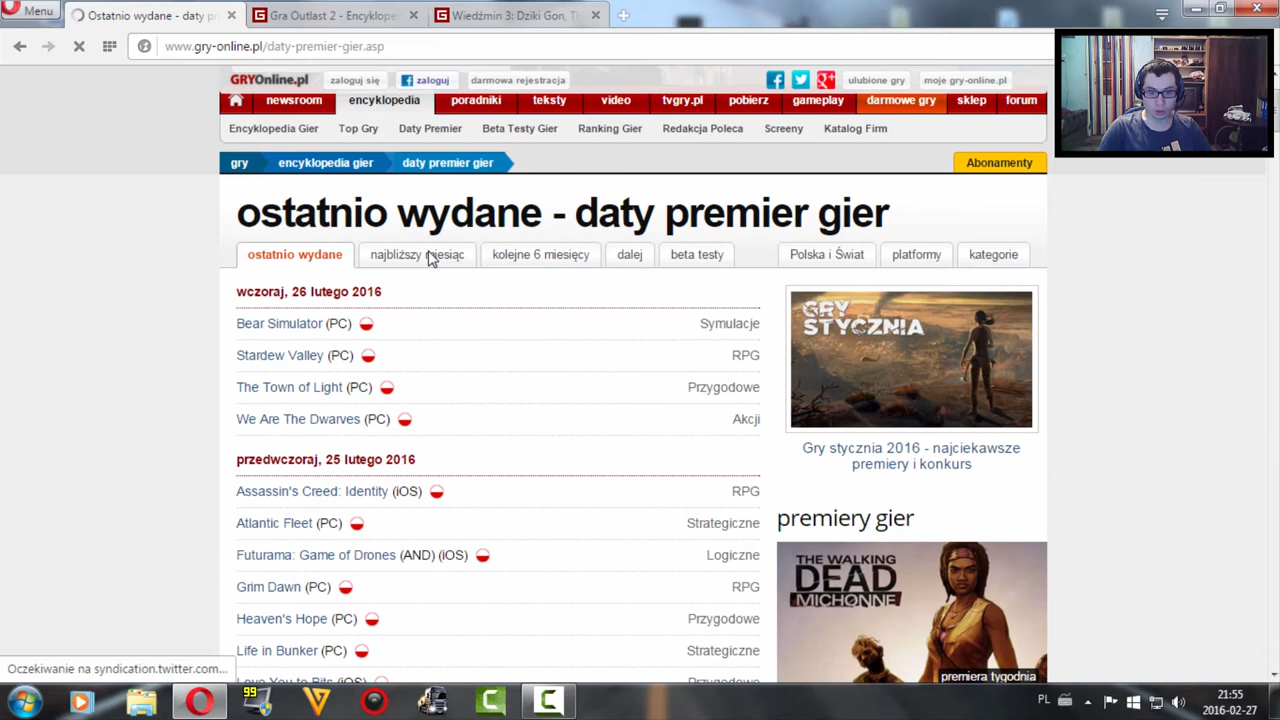 Menu
Ostatnio wydane - daty pr
Gra Outlast 2 - Encykloped
Wiedźmin 3: Dziki Gon, Th
www.gry-online.pl/daty-premier-gier.asp
GRYOnline.pl
zaloguj się
zaloguj
darmowa rejestracja
ulubione gry
moje gry-online.pl
newsroom
encyklopedia
poradniki
teksty
video
tvgry.pl
pobierz
gameplay
darmowe gry
sklep
forum
Encyklopedia Gier
Top Gry
Daty Premier
Beta Testy Gier
Ranking Gier
Redakcja Poleca
Screeny
Katalog Firm
gry
encyklopedia gier
daty premier gier
Abonamenty
ostatnio wydane - daty premier gier
ostatnio wydane
najbliższy miesiąc
kolejne 6 miesięcy
dalej
beta testy
Polska i Świat
platformy
kategorie
wczoraj, 26 lutego 2016
Bear Simulator (PC) Symulacje
Stardew Valley (PC) RPG
The Town of Light (PC) Przygodowe
We Are The Dwarves (PC) Akcji
przedwczoraj, 25 lutego 2016
Assassin's Creed: Identity (iOS) RPG
Atlantic Fleet (PC) Strategiczne
Futurama: Game of Drones (AND) (iOS) Logiczne
Grim Dawn (PC) RPG
Heaven's Hope (PC) Przygodowe
Life in Bunker (PC) Strategiczne
Love You to Bits (iOS) Przygodowe
GRY
STYCZNIA
Gry stycznia 2016 - najciekawsze
premiery i konkurs
premiery gier
THE WALKING
DEAD
MICHONNE
premiera tygodnia
Oczekiwanie na syndication.twitter.com...
99
PL
21:55
2016-02-27